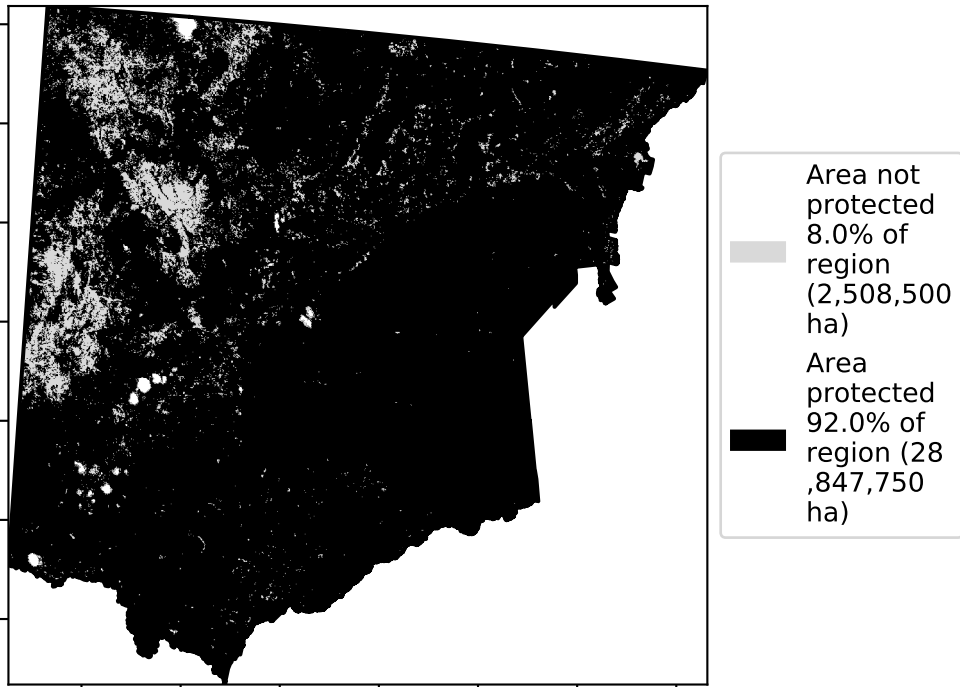 Area not
protected
8.0% of
region
(2,508,500
ha)
Area
protected
92.0% of
region (28
,847,750
ha)